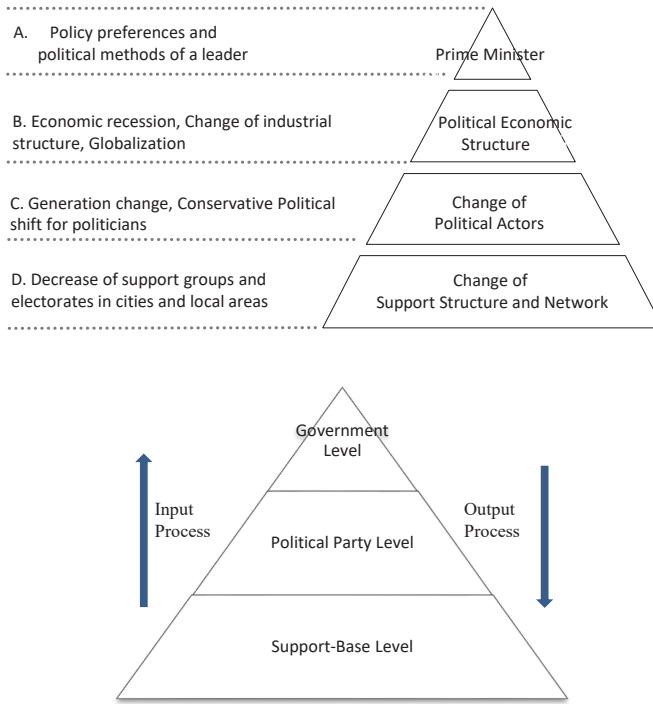 A. Policy preferences and
political methods of a leader
Prime Minister
B. Economic recession, Change of industrial
structure, Globalization
Political Economic
Structure
C. Generation change, Conservative Political
shift for politicians
Change of
Political Actors
D. Decrease of support groups and
electorates in cities and local areas
Change of
Support Structure and Network
Government
Level
Input
Process
Output
Process
Political Party Level
Support-Base Level